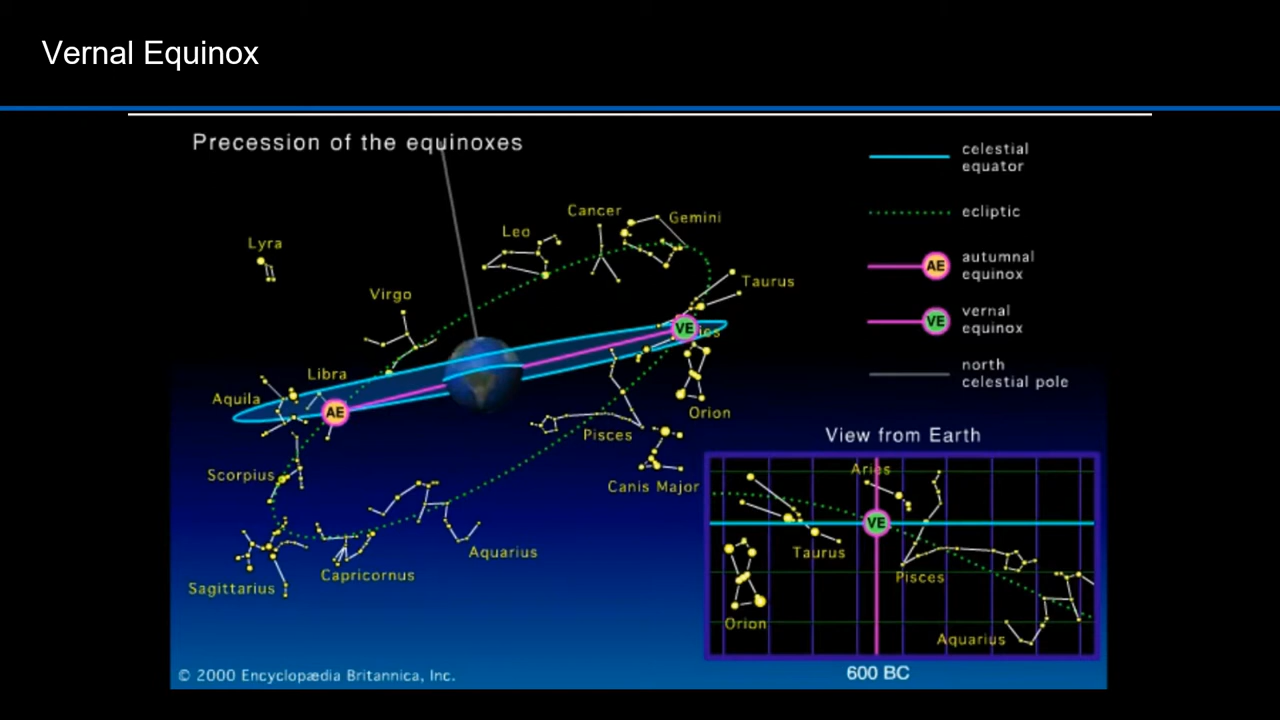 Vernal Equinox
Precession of the equinoxes
celestial
equator
ecliptic
AE
autumnal
equinox
VE
vernal
equinox
north
celestial pole
Lyra
Leo
Cancer
Gemini
Taurus
Virgo
VE
Libra
Aquila
AE
Orion
Pisces
Scorpius
Canis Major
Aquarius
Capricornus
Sagittarius
View from Earth
Aries
VE
Taurus
Pisces
Orion
Aquarius
600 BC
© 2000 Encyclopædia Britannica, Inc.